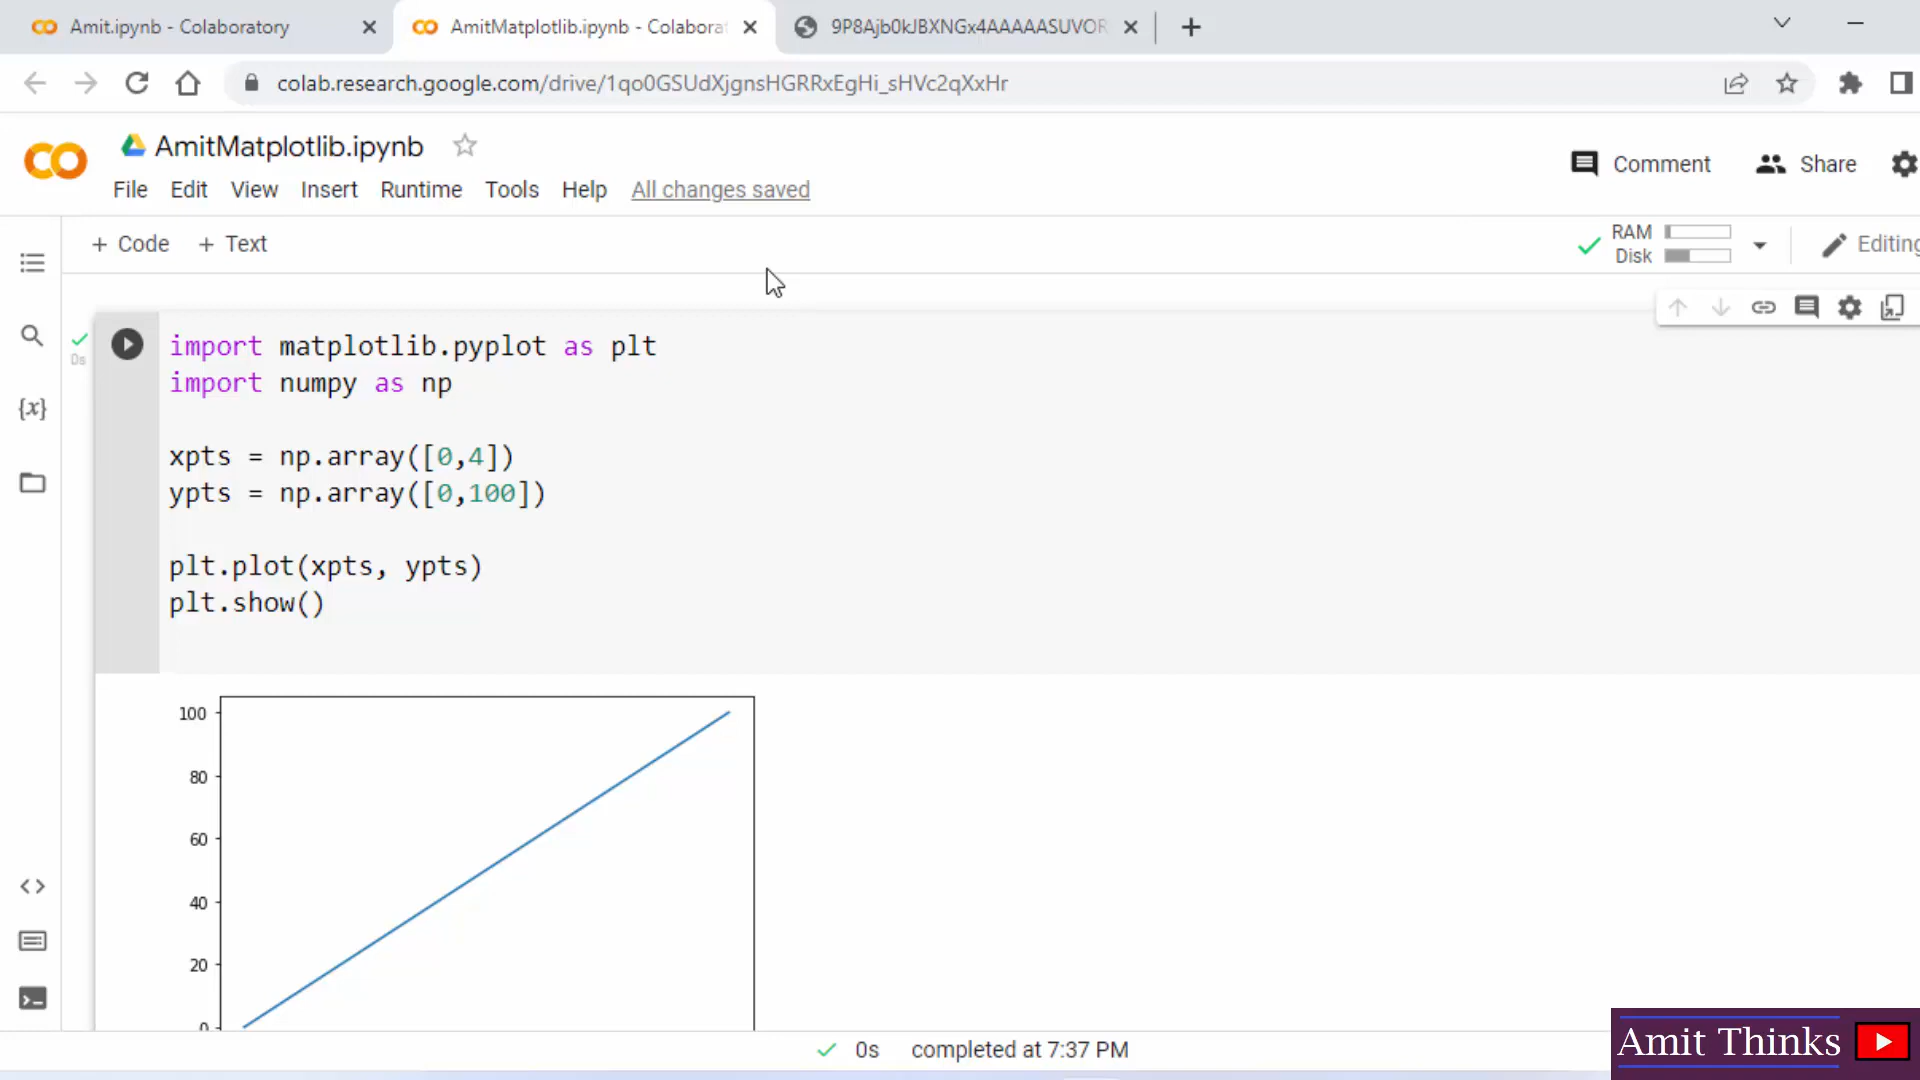 Amit.ipynb - Colaboratory
AmitMatplotlib.ipynb - Colabora
9P8Ajb0kJBXNGx4AAAAASUVOR
colab.research.google.com/drive/1qo0GSUdXjgnsHGRRxEgHi_sHVc2qXxHr
AmitMatplotlib.ipynb
Comment
Share
File Edit View Insert Runtime Tools Help All changes saved
+ Code + Text
RAM
Disk
Editing
{x}
0s
import matplotlib.pyplot as plt
import numpy as np
xpts = np.array([0,4])
ypts = np.array([0,100])
plt.plot(xpts, ypts)
plt.show()
100
80
60
40
20
0
0s completed at 7:37 PM
Amit Thinks